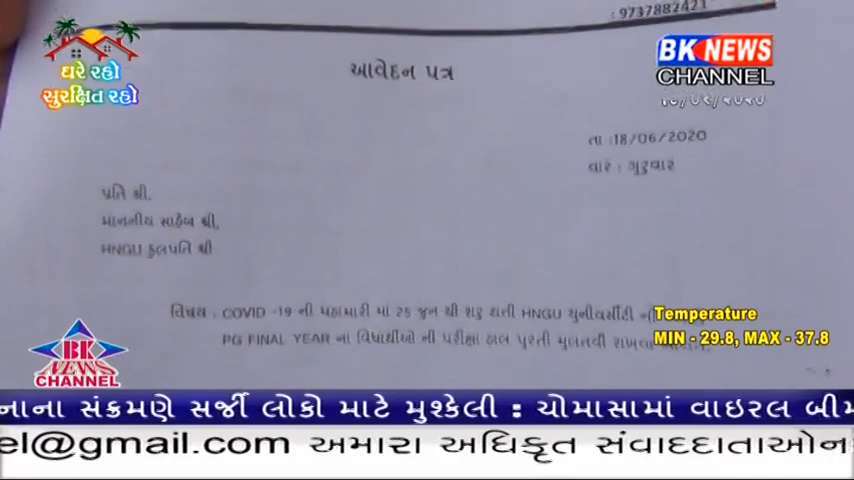 : 9737882421
ઘરે રહો
સુરક્ષિત રહો
BK NEWS
CHANNEL
આવેદન પત્ર
તા :18/06/2020
વાર : ગુરુવાર
પ્રતિ શ્રી,
માનનીય સાહેબ શ્રી,
HNGU કુલપતિ શ્રી
વિષય : COVID -19 ની મહામારી માં 25 જુન થી શરુ થતી HNGU યુનીવર્સીટી
PG FINAL YEAR ના વિધાર્થીઓ ની પરીક્ષા હાલ પુરતી મુલતવી રાખવા
Temperature
MIN - 29.8, MAX - 37.8
BK
NEWS
CHANNEL
નાના સંક્રમણે સર્જી લોકો માટે મુશ્કેલી : ચોમાસામાં વાઇરલ બીમ
el@gmail.com અમારા અધિકૃત સંવાદદાતાઓન